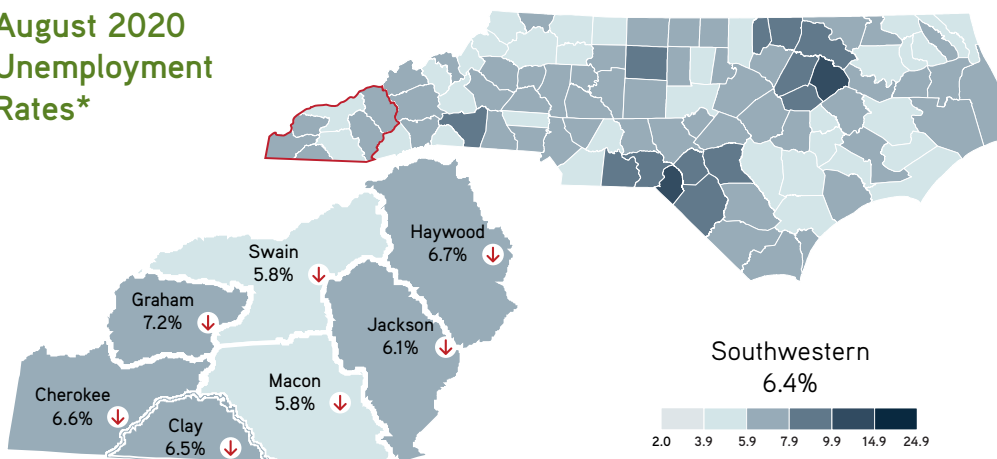 August 2020
Unemployment
Rates*
Haywood
6.7%
Swain
5.8%
Graham
7.2%
Jackson
6.1%
Southwestern
6.4%
Macon
5.8%
Cherokee
6.6%
Clay
6.5%
2.0 3.9 5.9 7.9 9.9 14.9 24.9